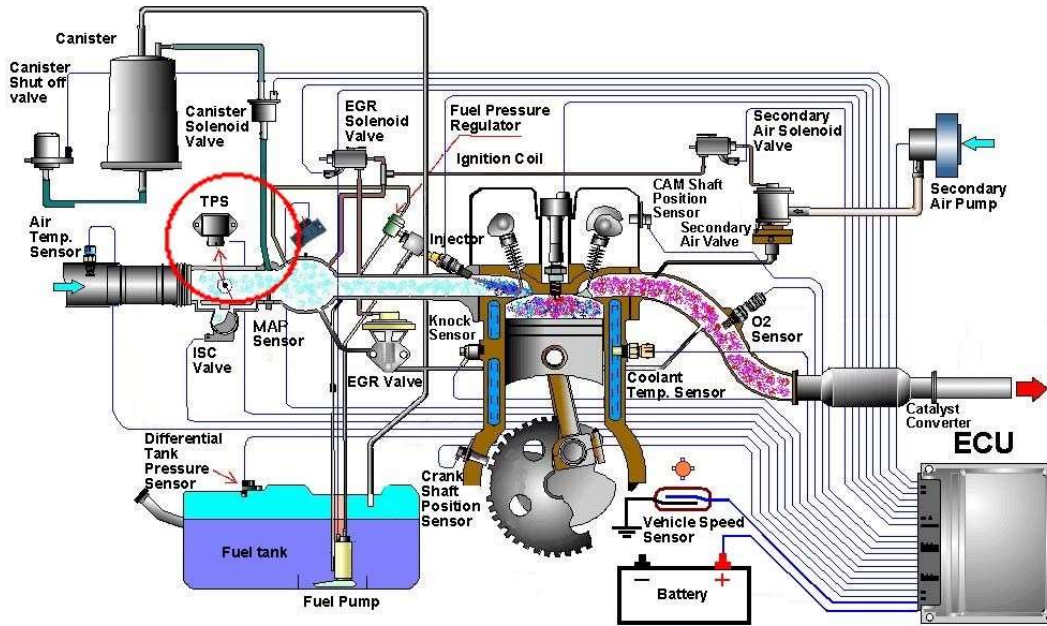 Canister
Canister
Shut off
valve
Canister
Solenoid
Valve
EGR
Solenoid
Valve
Fuel Pressure
Regulator
Ignition Coil
Secondary
Air Solenoid
Valve
Secondary
Air Pump
CAM Shaft
Position
Sensor
Secondary
Air Valve
TPS
Air
Temp.
Sensor
Injector
ISC
Valve
MAP
Sensor
EGR Valve
Knock
Sensor
O2
Sensor
Coolant
Temp. Sensor
Catalyst
Converter
ECU
Differential
Tank
Pressure
Sensor
Crank
Shaft
Position
Sensor
Vehicle Speed
Sensor
Fuel tank
Fuel Pump
− +
Battery